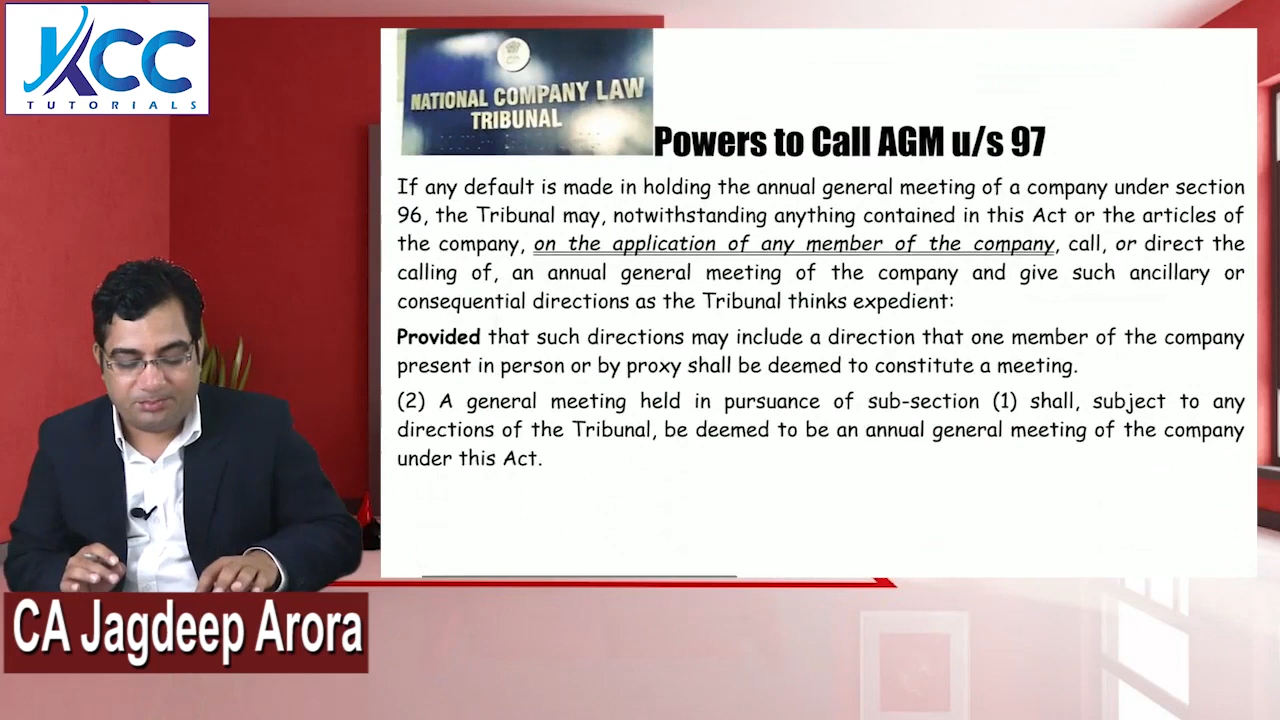 KCC
TUTORIALS
NATIONAL COMPANY LAW
TRIBUNAL
Powers to Call AGM u/s 97
If any default is made in holding the annual general meeting of a company under section
96, the Tribunal may, notwithstanding anything contained in this Act or the articles of
the company, on the application of any member of the company, call, or direct the
calling of, an annual general meeting of the company and give such ancillary or
consequential directions as the Tribunal thinks expedient:
Provided that such directions may include a direction that one member of the company
present in person or by proxy shall be deemed to constitute a meeting.
(2) A general meeting held in pursuance of sub-section (1) shall, subject to any
directions of the Tribunal, be deemed to be an annual general meeting of the company
under this Act.
CA Jagdeep Arora